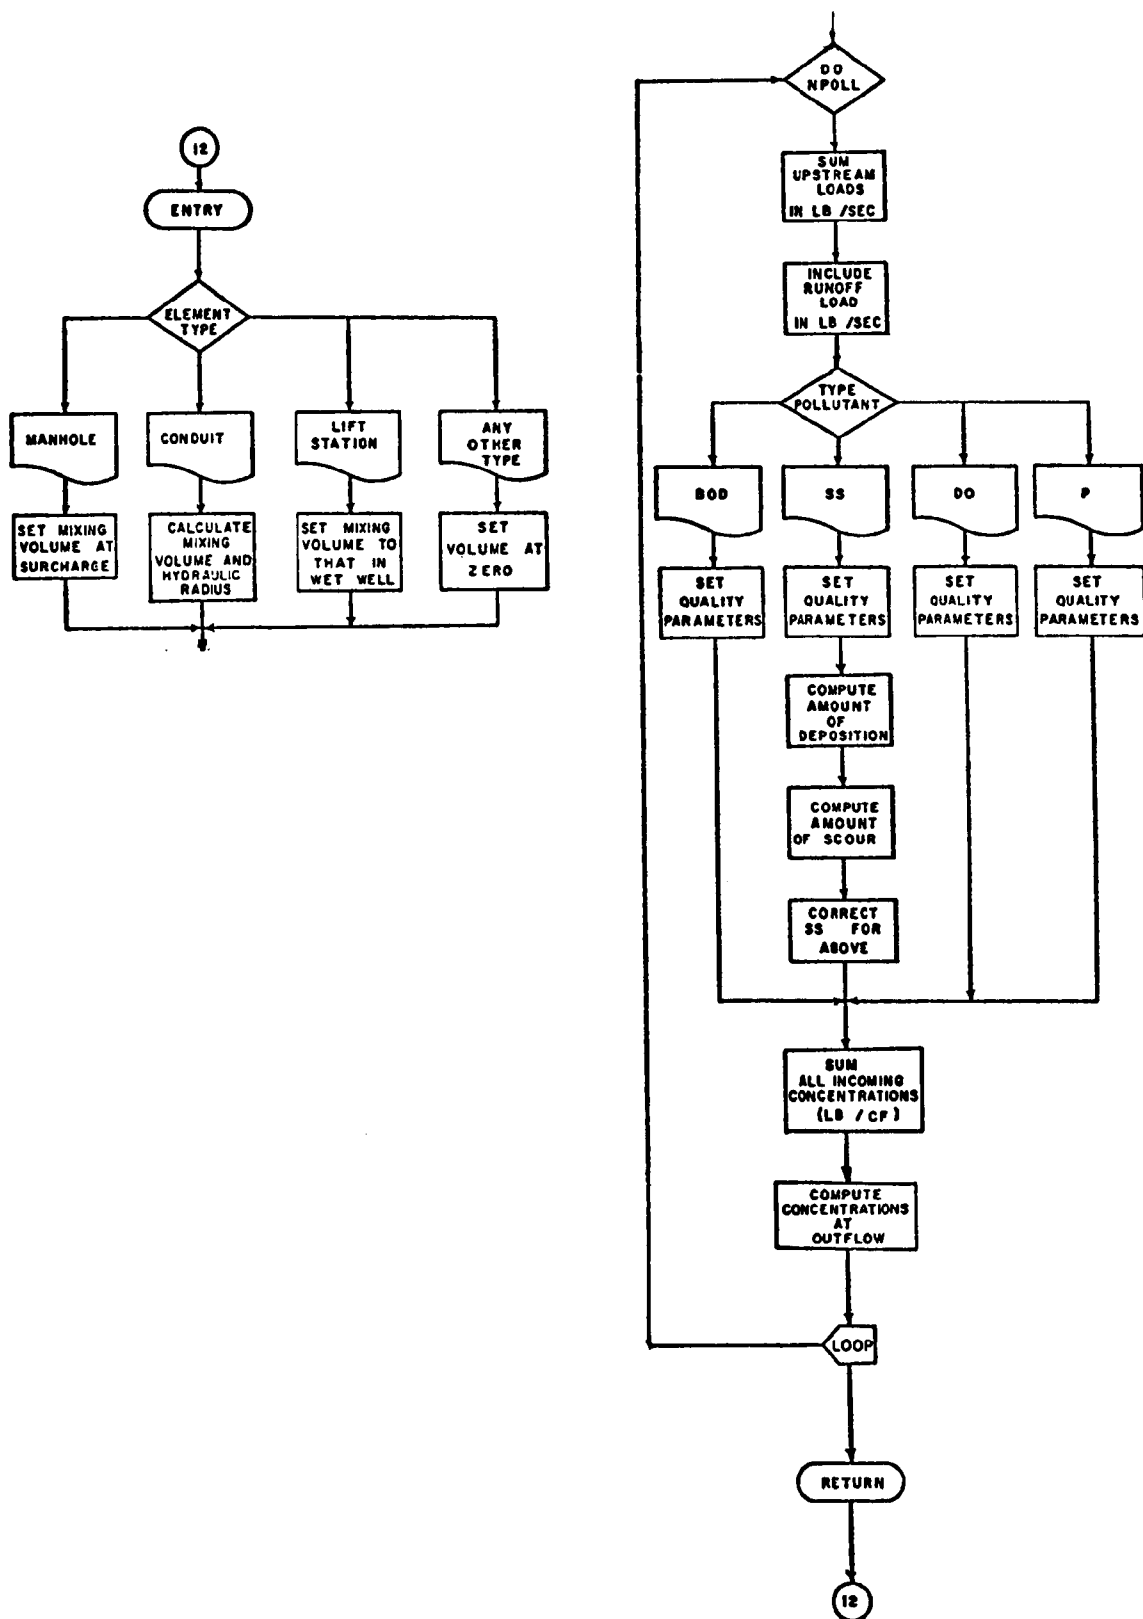 12
ENTRY
ELEMENT
TYPE
MANHOLE
CONDUIT
LIFT
STATION
ANY
OTHER
TYPE
SET MIXING
VOLUME AT
SURCHARGE
CALCULATE
MIXING
VOLUME AND
HYDRAULIC
RADIUS
SET MIXING
VOLUME TO
THAT IN
WET WELL
SET
VOLUME AT
ZERO
DO
NPOLL
SUM
UPSTREAM
LOADS
IN LB /SEC
INCLUDE
RUNOFF
LOAD
IN LB /SEC
TYPE
POLLUTANT
BOD
SS
DO
P
SET
QUALITY
PARAMETERS
SET
QUALITY
PARAMETERS
SET
QUALITY
PARAMETERS
SET
QUALITY
PARAMETERS
COMPUTE
AMOUNT
OF
DEPOSITION
COMPUTE
AMOUNT
OF SCOUR
CORRECT
SS FOR
ABOVE
SUM
ALL INCOMING
CONCENTRATIONS
(LB / CF)
COMPUTE
CONCENTRATIONS
AT
OUTFLOW
LOOP
RETURN
12